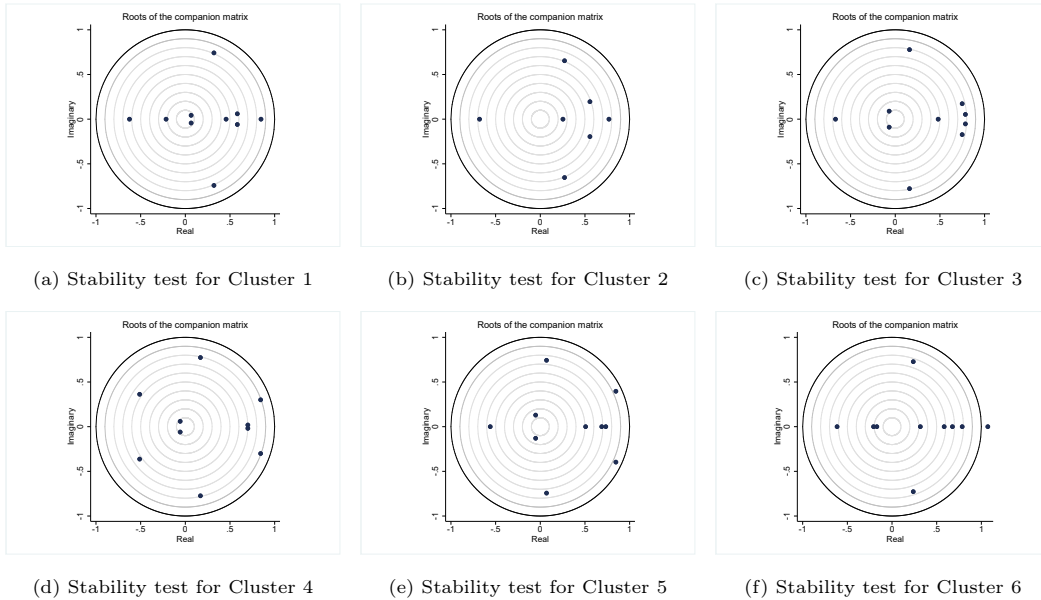 Roots of the companion matrix
1
.5
0
-.5
-1
Imaginary
-1 -.5 0 .5 1
Real
(a) Stability test for Cluster 1
Roots of the companion matrix
1
.5
0
-.5
-1
Imaginary
-1 -.5 0 .5 1
Real
(b) Stability test for Cluster 2
Roots of the companion matrix
1
.5
0
-.5
-1
Imaginary
-1 -.5 0 .5 1
Real
(c) Stability test for Cluster 3
Roots of the companion matrix
1
.5
0
-.5
-1
Imaginary
-1 -.5 0 .5 1
Real
(d) Stability test for Cluster 4
Roots of the companion matrix
1
.5
0
-.5
-1
Imaginary
-1 -.5 0 .5 1
Real
(e) Stability test for Cluster 5
Roots of the companion matrix
1
.5
0
-.5
-1
Imaginary
-1 -.5 0 .5 1
Real
(f) Stability test for Cluster 6